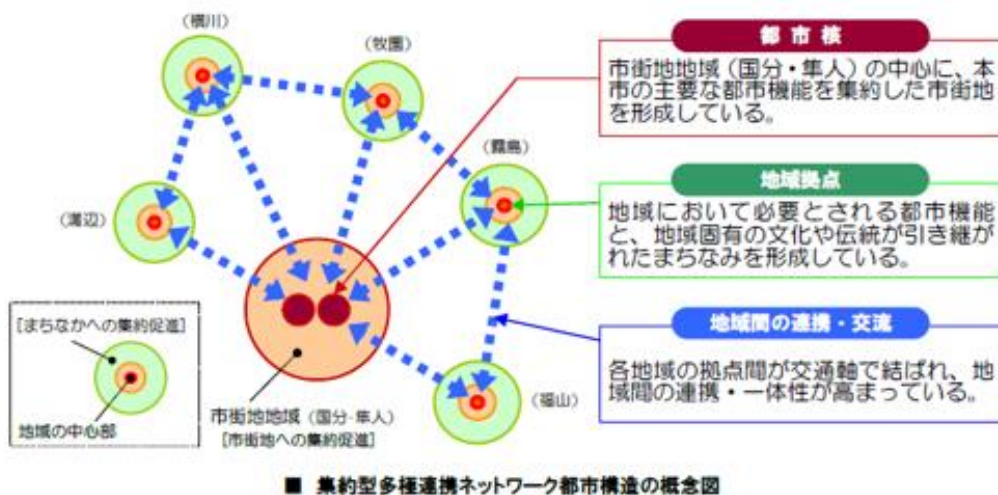 (横川)
(牧園)
(霧島)
(溝辺)
(福山)
都市核
市街地地域（国分・隼人）の中心に、本
市の主要な都市機能を集約した市街地
を形成している。
地域拠点
地域において必要とされる都市機能
と、地域固有の文化や伝統が引き継が
れたまちなみを形成している。
地域間の連携・交流
各地域の拠点間が交通軸で結ばれ、地
域間の連携・一体性が高まっている。
[まちなかへの集約促進]
地域の中心部
市街地地域（国分・隼人）
[市街地への集約促進]
■ 集約型多極連携ネットワーク都市構造の概念図